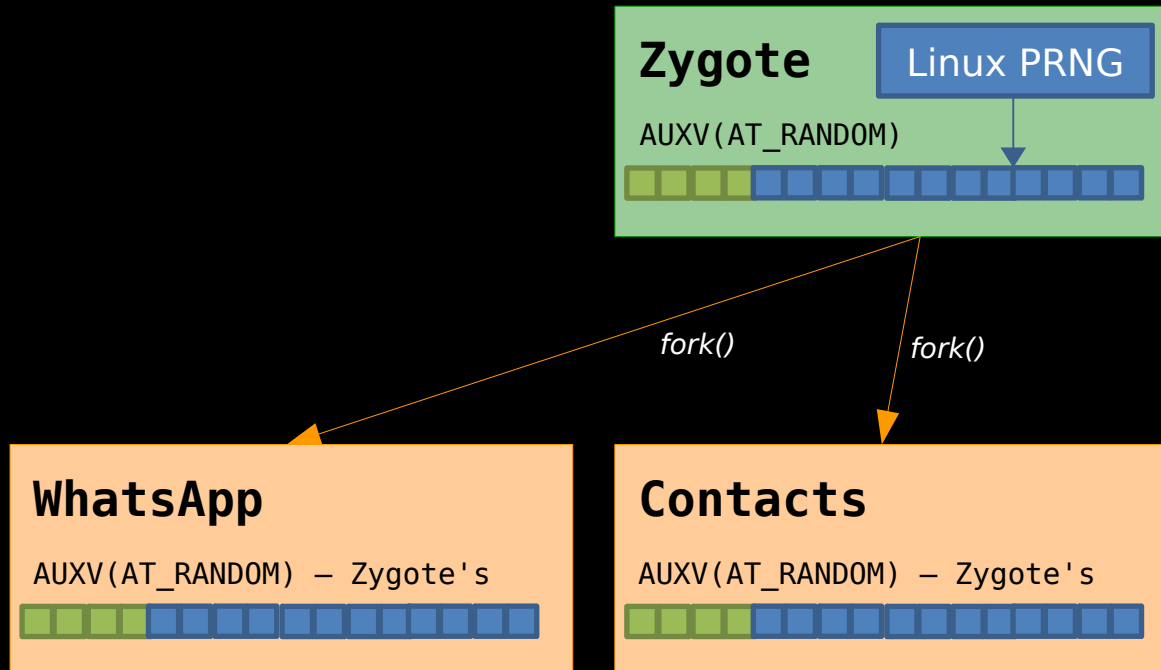 Zygote
Linux PRNG
AUXV(AT_RANDOM)
fork()
fork()
WhatsApp
AUXV(AT_RANDOM) – Zygote's
Contacts
AUXV(AT_RANDOM) – Zygote's